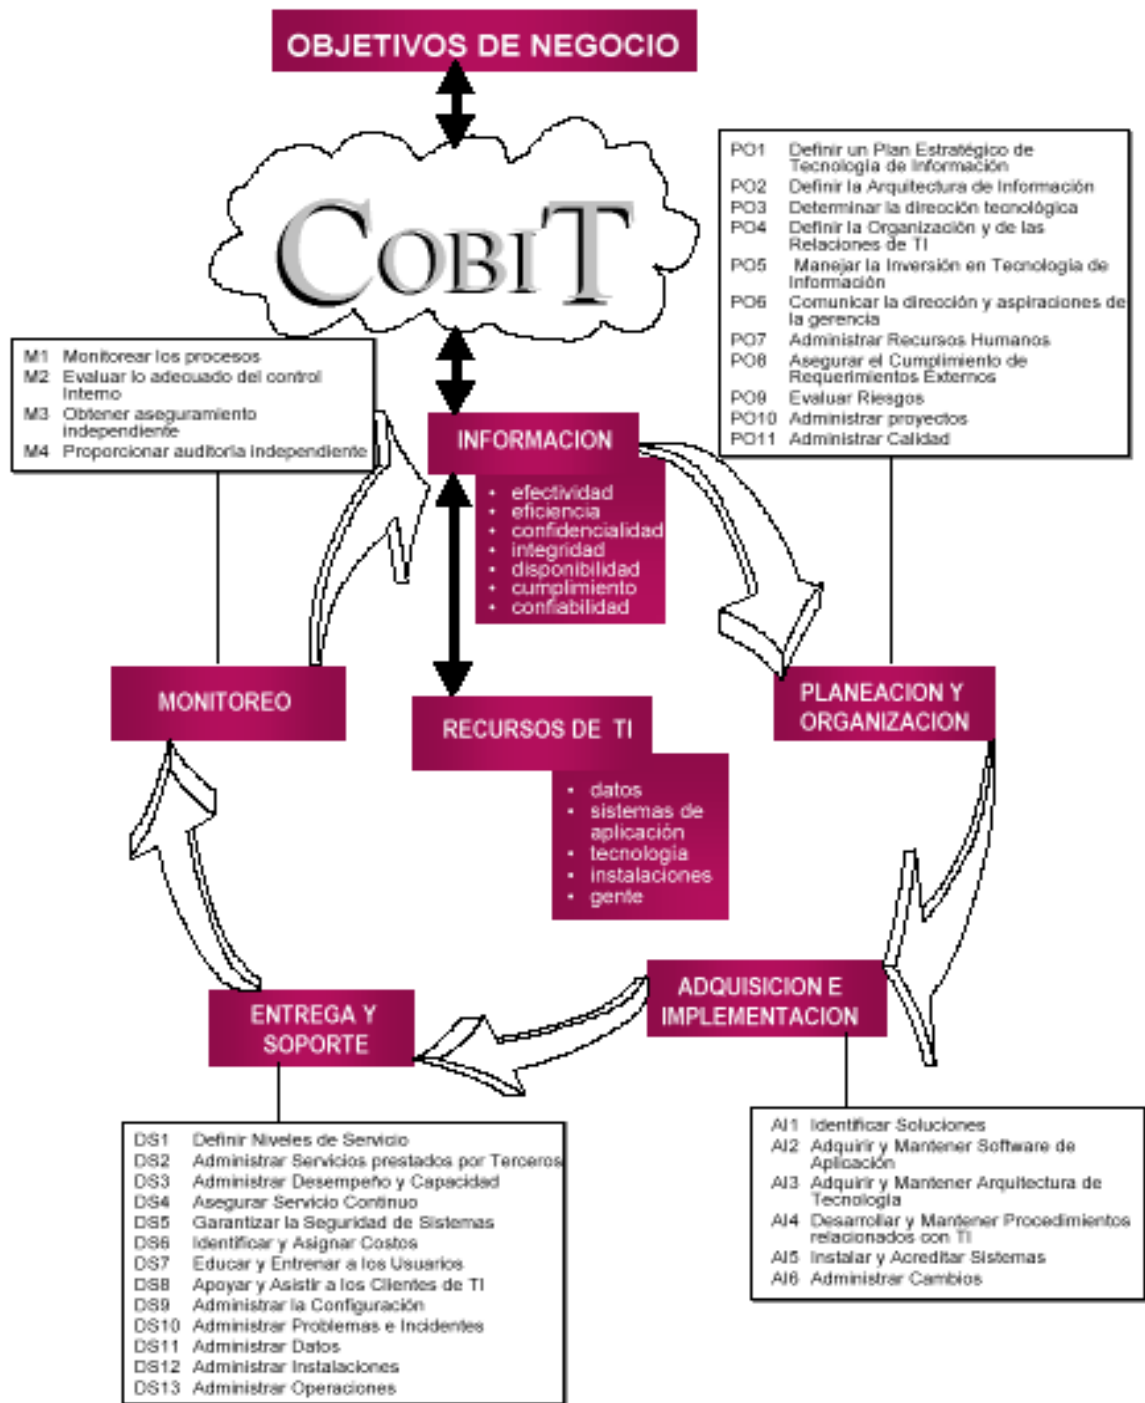 OBJETIVOS DE NEGOCIO
COBIT
PO1 Definir un Plan Estratégico de
Tecnología de Información
PO2 Definir la Arquitectura de Información
PO3 Determinar la dirección tecnológica
PO4 Definir la Organización y de las
Relaciones de TI
PO5 Manejar la Inversión en Tecnología de
Información
PO6 Comunicar la dirección y aspiraciones de
la gerencia
PO7 Administrar Recursos Humanos
PO8 Asegurar el Cumplimiento de
Requerimientos Externos
PO9 Evaluar Riesgos
PO10 Administrar proyectos
PO11 Administrar Calidad
M1 Monitorear los procesos
M2 Evaluar lo adecuado del control
Interno
M3 Obtener aseguramiento
independiente
M4 Proporcionar auditoría independiente
INFORMACION
• efectividad
• eficiencia
• confidencialidad
• integridad
• disponibilidad
• cumplimiento
• confiabilidad
MONITOREO
PLANEACION Y
ORGANIZACION
RECURSOS DE TI
• datos
• sistemas de
aplicación
• tecnología
• instalaciones
• gente
ADQUISICION E
IMPLEMENTACION
ENTREGA Y
SOPORTE
DS1 Definir Niveles de Servicio
DS2 Administrar Servicios prestados por Terceros
DS3 Administrar Desempeño y Capacidad
DS4 Asegurar Servicio Continuo
DS5 Garantizar la Seguridad de Sistemas
DS6 Identificar y Asignar Costos
DS7 Educar y Entrenar a los Usuarios
DS8 Apoyar y Asistir a los Clientes de TI
DS9 Administrar la Configuración
DS10 Administrar Problemas e Incidentes
DS11 Administrar Datos
DS12 Administrar Instalaciones
DS13 Administrar Operaciones
AI1 Identificar Soluciones
AI2 Adquirir y Mantener Software de
Aplicación
AI3 Adquirir y Mantener Arquitectura de
Tecnología
AI4 Desarrollar y Mantener Procedimientos
relacionados con TI
AI5 Instalar y Acreditar Sistemas
AI6 Administrar Cambios